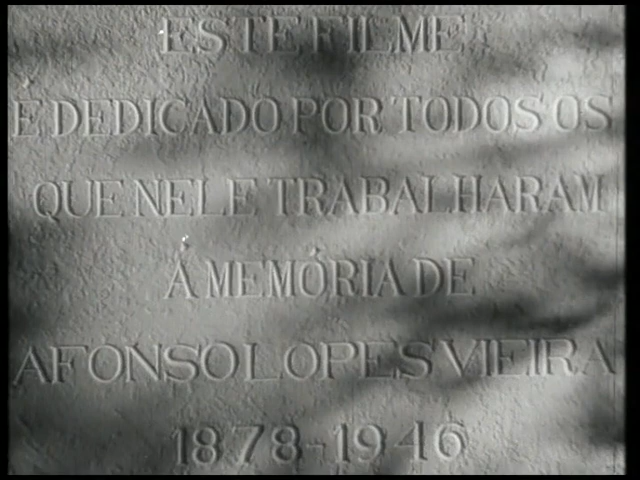 ESTE FILME
E DEDICADO POR TODOS OS
QUE NELE TRABALHARAM
Á MEMÓRIA DE
AFONSO LOPES VIEIRA
1878-1946